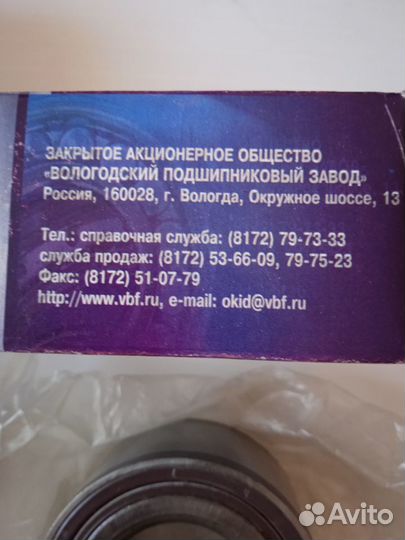 ЗАКРЫТОЕ АКЦИОНЕРНОЕ ОБЩЕСТВО
«ВОЛОГОДСКИЙ ПОДШИПНИКОВЫЙ ЗАВОД»
Россия, 160028, г. Вологда, Окружное шоссе, 13
Тел.: справочная служба: (8172) 79-73-33
служба продаж: (8172) 53-66-09, 79-75-23
Факс: (8172) 51-07-79
http://www.vbf.ru, e-mail: okid@vbf.ru
Avito